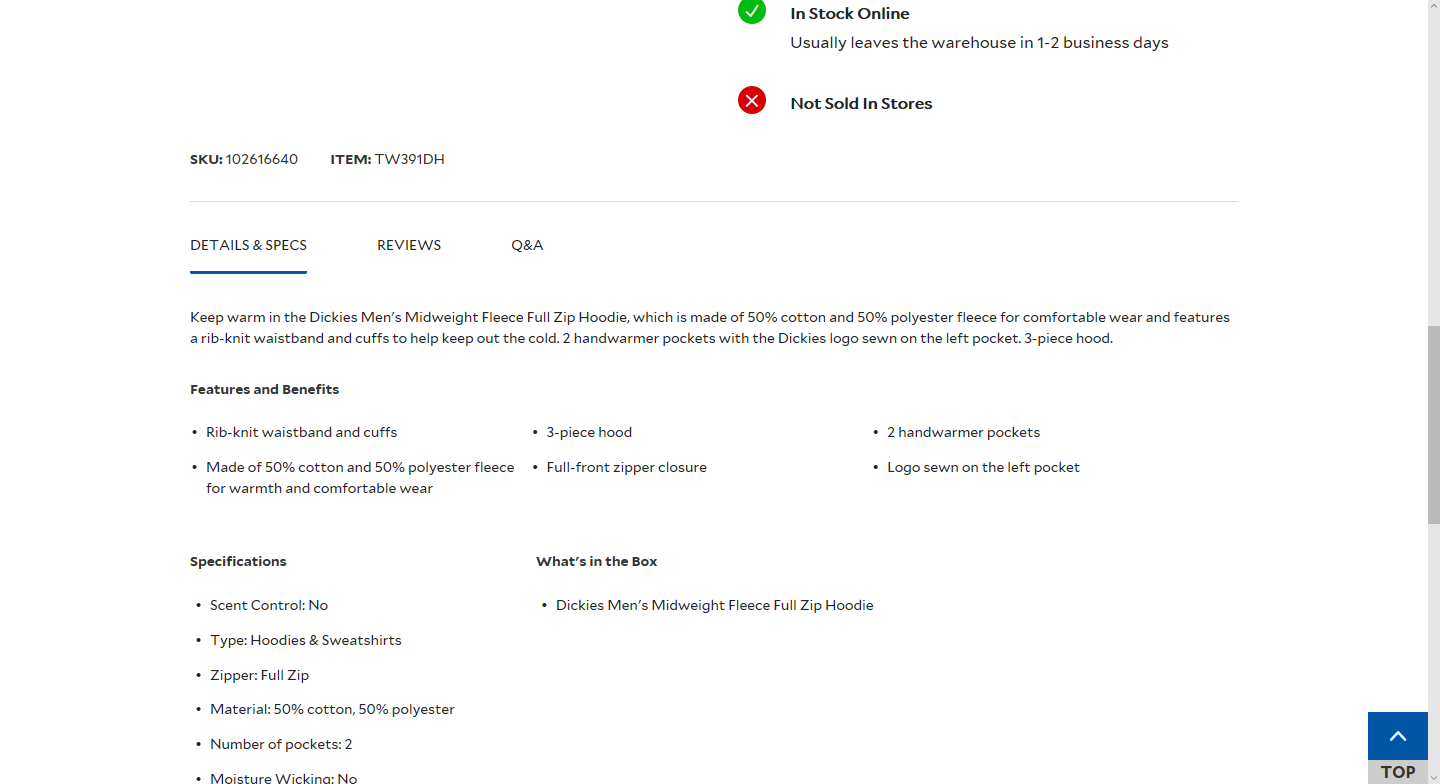 In Stock Online
Usually leaves the warehouse in 1-2 business days
Not Sold In Stores
SKU: 102616640 ITEM: TW391DH
DETAILS & SPECS REVIEWS Q&A
Keep warm in the Dickies Men's Midweight Fleece Full Zip Hoodie, which is made of 50% cotton and 50% polyester fleece for comfortable wear and features
a rib-knit waistband and cuffs to help keep out the cold. 2 handwarmer pockets with the Dickies logo sewn on the left pocket. 3-piece hood.
Features and Benefits
• Rib-knit waistband and cuffs
• Made of 50% cotton and 50% polyester fleece
for warmth and comfortable wear
• 3-piece hood
• Full-front zipper closure
• 2 handwarmer pockets
• Logo sewn on the left pocket
Specifications
• Scent Control: No
• Type: Hoodies & Sweatshirts
• Zipper: Full Zip
• Material: 50% cotton, 50% polyester
• Number of pockets: 2
• Moisture Wicking: No
What's in the Box
• Dickies Men's Midweight Fleece Full Zip Hoodie
TOP